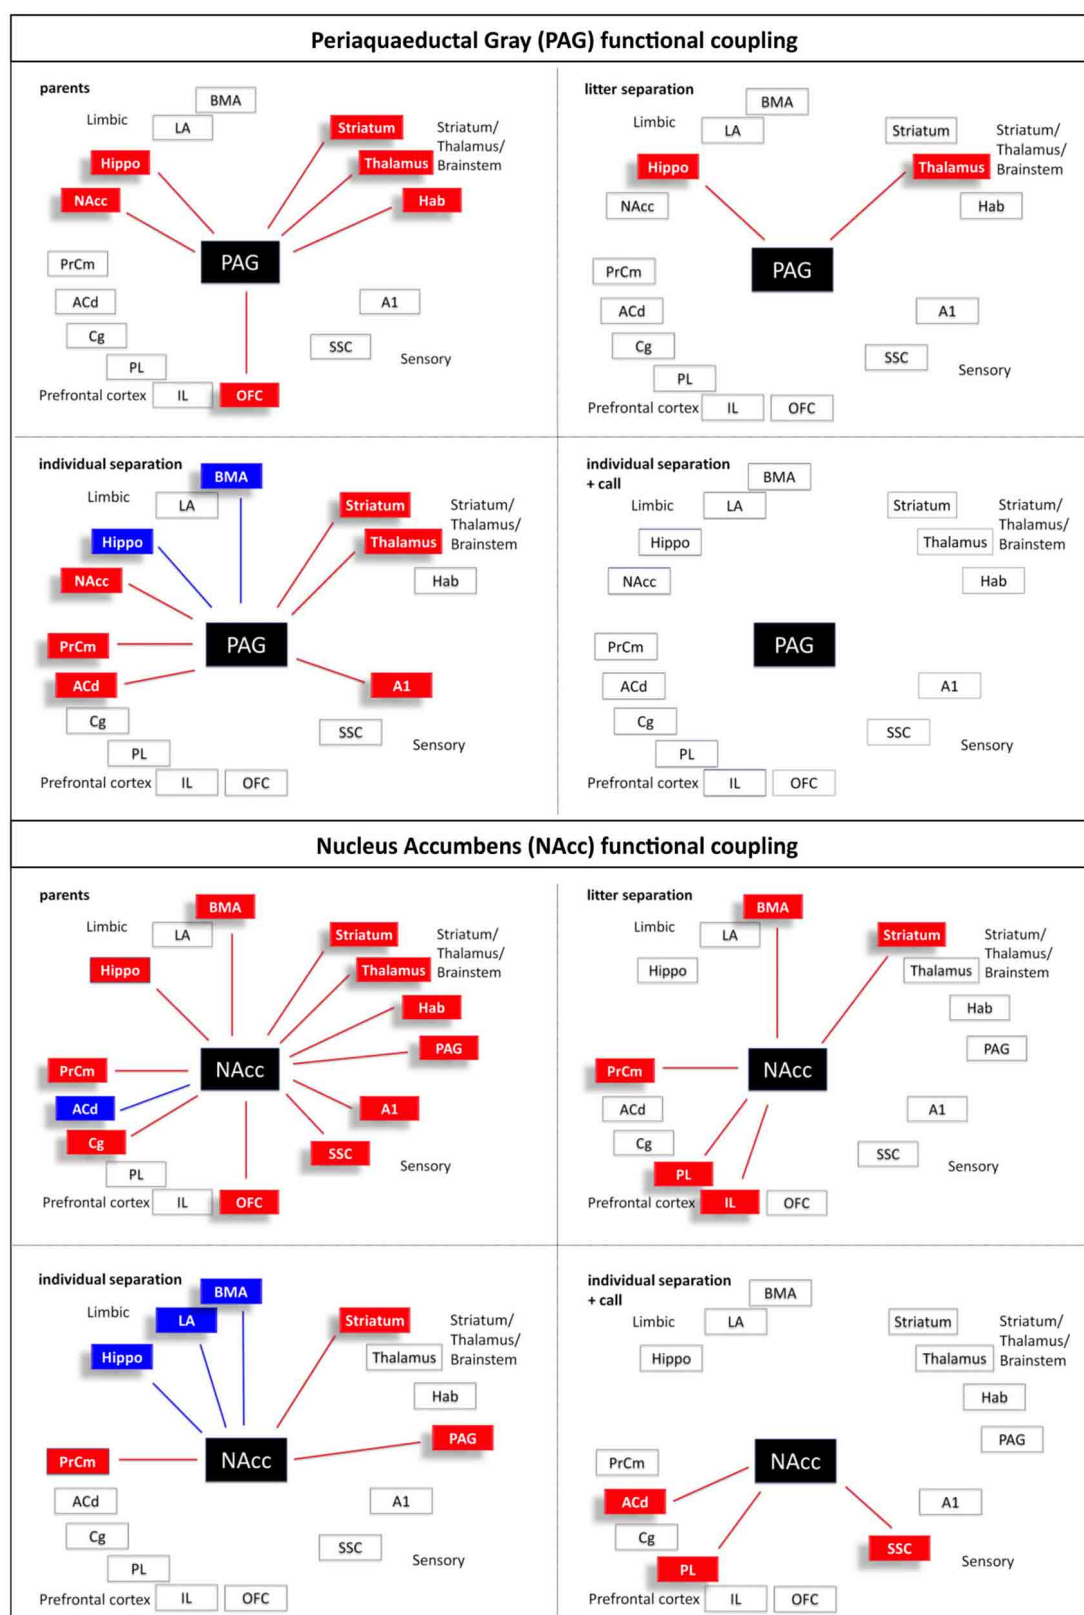 Periaquaeductal Gray (PAG) functional coupling
parents
BMA
Limbic
LA
Striatum
Striatum/
Thalamus/
Brainstem
Hippo
Thalamus
NAcc
Hab
PAG
PrCm
ACd
A1
Cg
SSC
Sensory
PL
Prefrontal cortex
IL
OFC
litter separation
BMA
Limbic
LA
Striatum
Striatum/
Thalamus/
Brainstem
Hippo
Thalamus
NAcc
Hab
PAG
PrCm
ACd
A1
Cg
SSC
Sensory
PL
Prefrontal cortex
IL
OFC
individual separation
BMA
Limbic
LA
Striatum
Striatum/
Thalamus/
Brainstem
Hippo
Thalamus
NAcc
Hab
PAG
PrCm
ACd
A1
Cg
SSC
Sensory
PL
Prefrontal cortex
IL
OFC
individual separation
+ call
BMA
Limbic
LA
Striatum
Striatum/
Thalamus/
Brainstem
Hippo
Thalamus
NAcc
Hab
PAG
PrCm
ACd
A1
Cg
SSC
Sensory
PL
Prefrontal cortex
IL
OFC
Nucleus Accumbens (NAcc) functional coupling
parents
BMA
Limbic
LA
Striatum
Striatum/
Thalamus/
Brainstem
Hippo
Thalamus
Hab
PAG
NAcc
PrCm
ACd
A1
Cg
SSC
Sensory
PL
Prefrontal cortex
IL
OFC
litter separation
BMA
Limbic
LA
Striatum
Striatum/
Thalamus/
Brainstem
Hippo
Thalamus
Hab
PAG
NAcc
PrCm
ACd
A1
Cg
SSC
Sensory
PL
Prefrontal cortex
IL
OFC
individual separation
BMA
Limbic
LA
Striatum
Striatum/
Thalamus/
Brainstem
Hippo
Thalamus
Hab
PAG
NAcc
PrCm
ACd
A1
Cg
SSC
Sensory
PL
Prefrontal cortex
IL
OFC
individual separation
+ call
BMA
Limbic
LA
Striatum
Striatum/
Thalamus/
Brainstem
Hippo
Thalamus
Hab
PAG
NAcc
PrCm
ACd
A1
Cg
SSC
Sensory
PL
Prefrontal cortex
IL
OFC